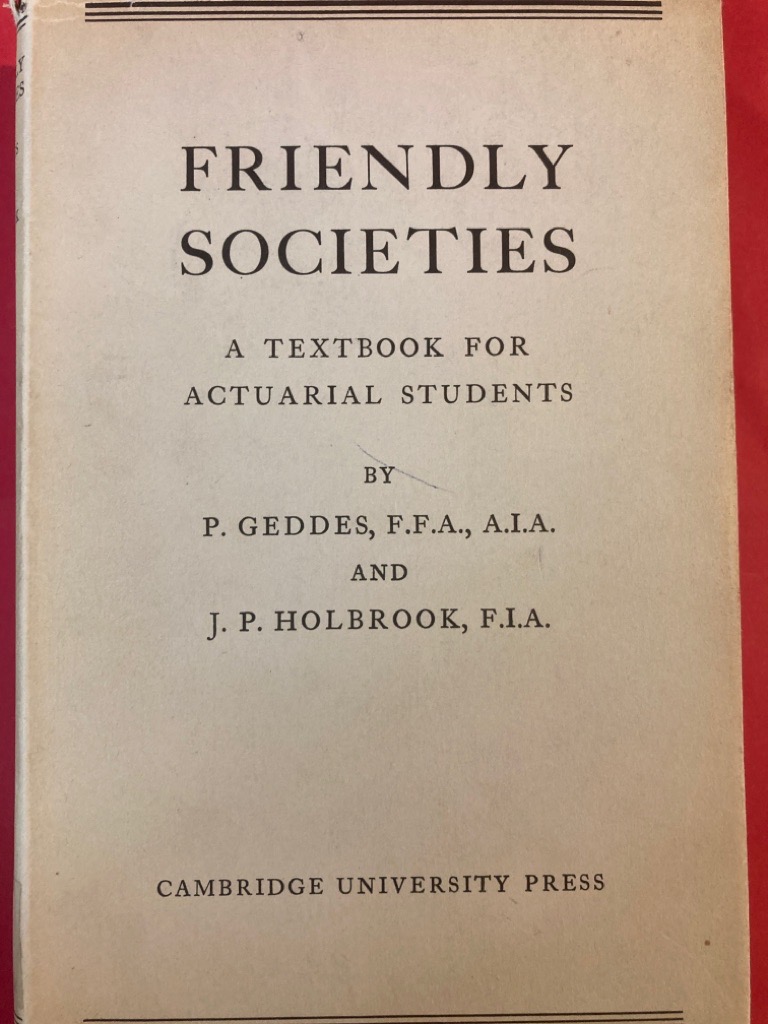 FRIENDLY
SOCIETIES
A TEXTBOOK FOR
ACTUARIAL STUDENTS
BY
P. GEDDES, F.F.A., A.I.A.
AND
J. P. HOLBROOK, F.I.A.
CAMBRIDGE UNIVERSITY PRESS